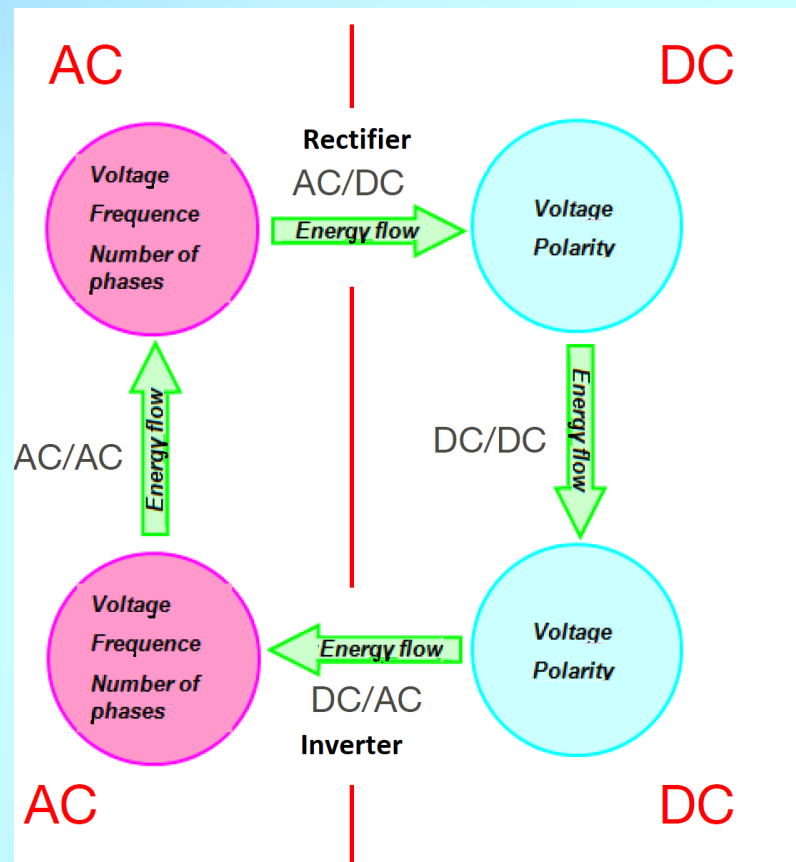 AC
DC
Rectifier
AC/DC
Energy flow
Voltage
Frequence
Number of
phases
Voltage
Polarity
AC/AC
Energy flow
DC/DC
Energy flow
Voltage
Frequence
Number of
phases
Energy flow
DC/AC
Inverter
Voltage
Polarity
AC
DC